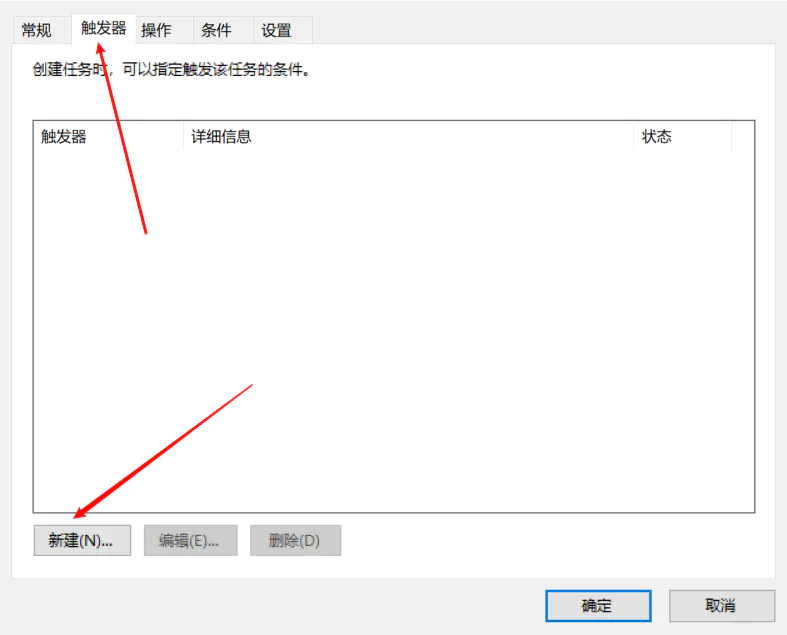 常规 触发器 操作 条件 设置
创建任务时，可以指定触发该任务的条件。
触发器 详细信息 状态
新建(N)... 编辑(E)... 删除(D)
确定 取消